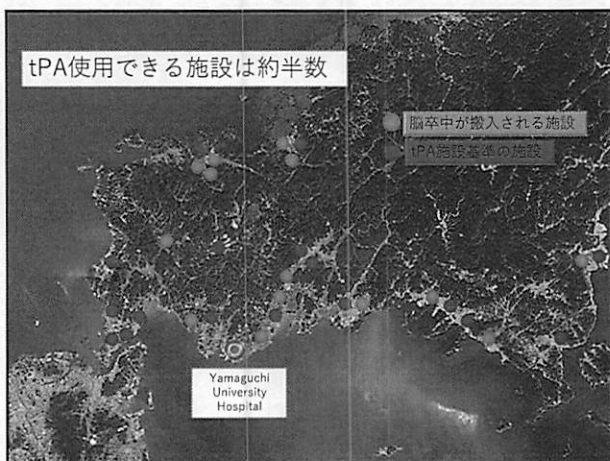 tPA使用できる施設は約半数
脳卒中が搬入される施設
tPA施設基準の施設
Yamaguchi
University
Hospital